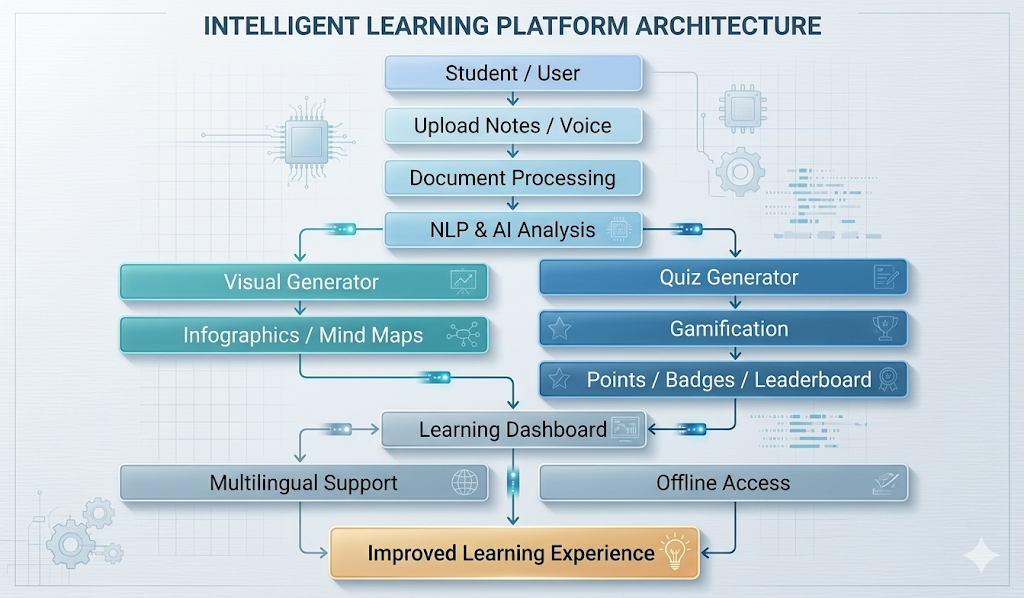 INTELLIGENT LEARNING PLATFORM ARCHITECTURE
Student / User
Upload Notes / Voice
Document Processing
NLP & AI Analysis
Visual Generator
Quiz Generator
Infographics / Mind Maps
Gamification
Points / Badges / Leaderboard
Learning Dashboard
Multilingual Support
Offline Access
Improved Learning Experience